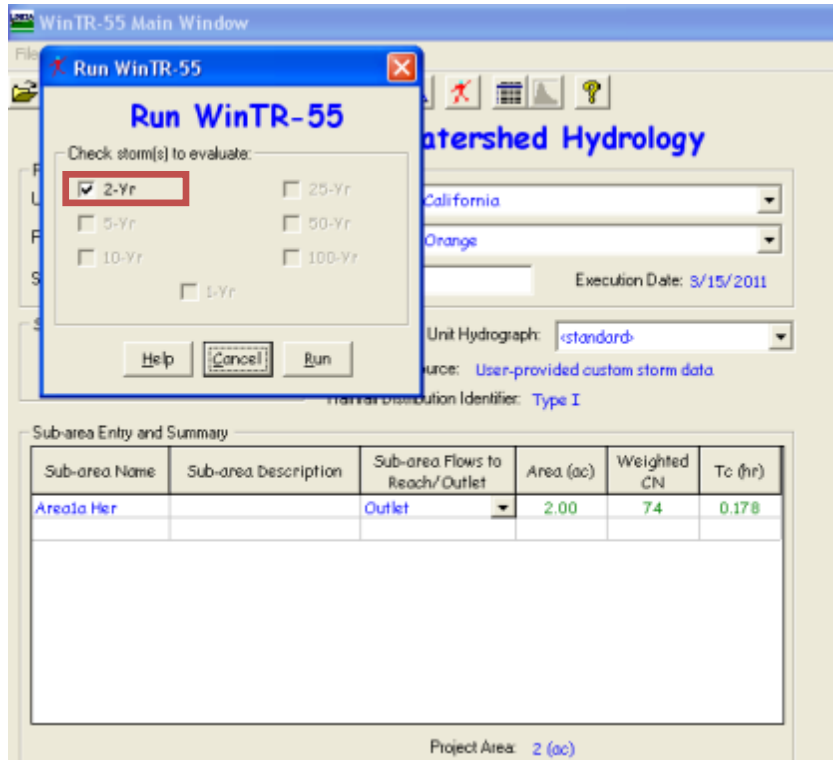 WinTR-55 Main Window
Run WinTR-55
Run WinTR-55
atershed Hydrology
Check storm(s) to evaluate:
2-Yr
25-Yr
5-Yr
50-Yr
10-Yr
100-Yr
1-Yr
Help
Cancel
Run
California
Orange
Execution Date: 3/15/2011
Unit Hydrograph: <standard>
urce: User-provided custom storm data
Distribution Identifier: Type I
Sub-area Entry and Summary
Sub-area Name
Sub-area Description
Sub-area Flows to
Reach/Outlet
Area (ac)
Weighted
CN
Tc (hr)
Area1a Her
Outlet
2.00
74
0.178
Project Area: 2 (ac)